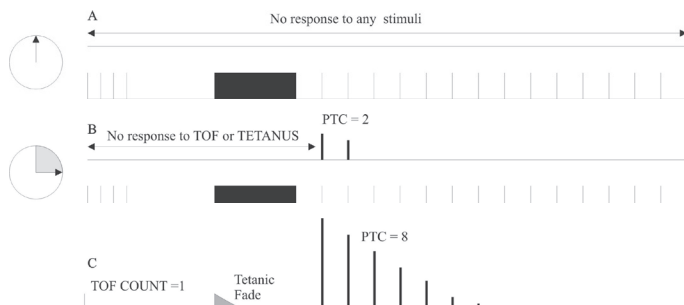 A
No response to any stimuli
B
No response to TOF or TETANUS
PTC = 2
C
TOF COUNT =1
Tetanic
Fade
PTC = 8